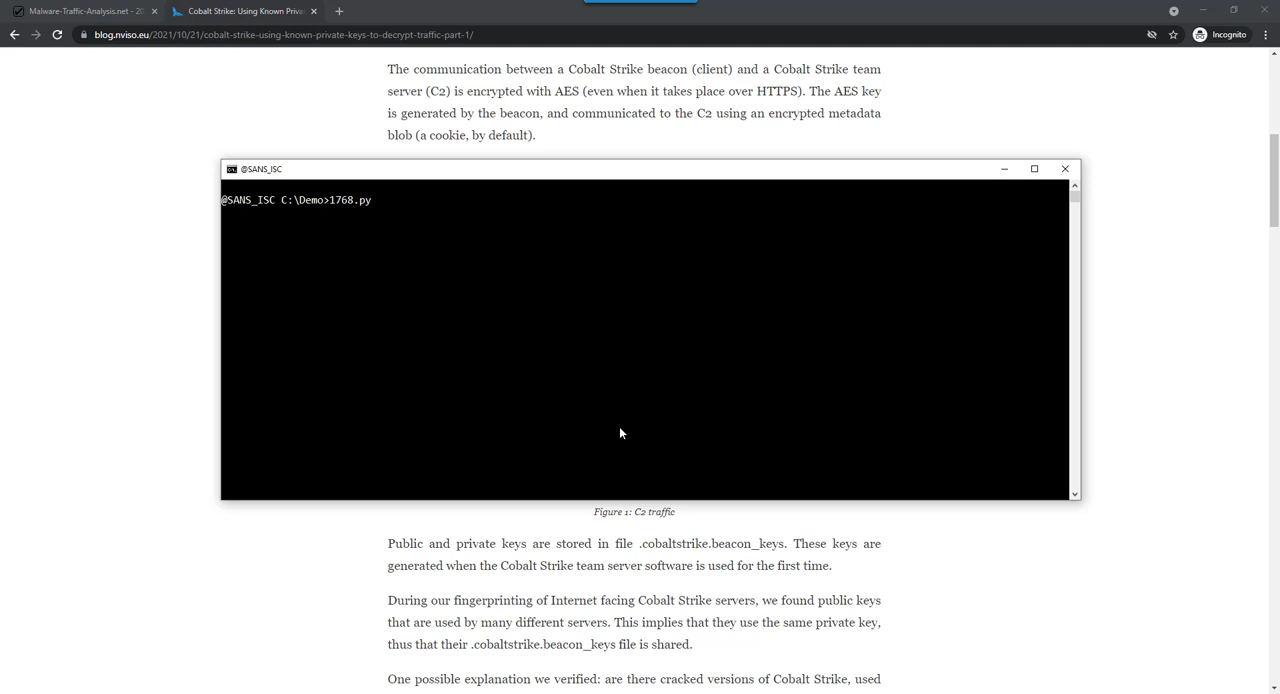 Malware-Traffic-Analysis.net - 20
Cobalt Strike: Using Known Priva
blog.nviso.eu/2021/10/21/cobalt-strike-using-known-private-keys-to-decrypt-traffic-part-1/
Incognito
The communication between a Cobalt Strike beacon (client) and a Cobalt Strike team
server (C2) is encrypted with AES (even when it takes place over HTTPS). The AES key
is generated by the beacon, and communicated to the C2 using an encrypted metadata
blob (a cookie, by default).
@SANS_ISC
@SANS_ISC C:\Demo>1768.py
Figure 1: C2 traffic
Public and private keys are stored in file .cobaltstrike.beacon_keys. These keys are
generated when the Cobalt Strike team server software is used for the first time.
During our fingerprinting of Internet facing Cobalt Strike servers, we found public keys
that are used by many different servers. This implies that they use the same private key,
thus that their .cobaltstrike.beacon_keys file is shared.
One possible explanation we verified: are there cracked versions of Cobalt Strike, used